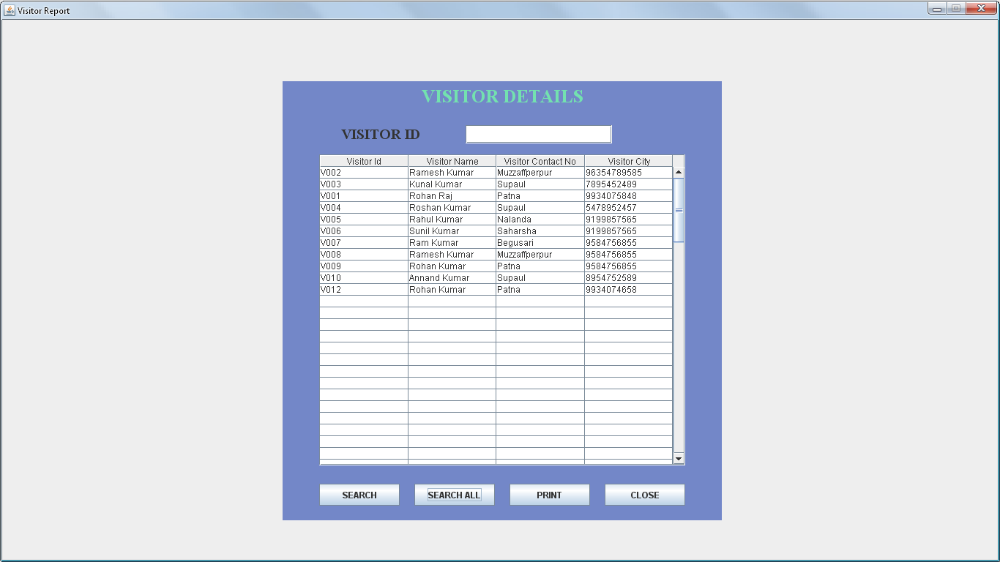 Visitor Report
VISITOR DETAILS
VISITOR ID
Visitor Id Visitor Name Visitor Contact No Visitor City
V002 Ramesh Kumar Muzzaffperpur 96354789585
V003 Kunal Kumar Supaul 7895452489
V001 Rohan Raj Patna 9934075848
V004 Roshan Kumar Supaul 5478952457
V005 Rahul Kumar Nalanda 9199857565
V006 Sunil Kumar Saharsha 9199857565
V007 Ram Kumar Begusari 9584756855
V008 Ramesh Kumar Muzzaffperpur 9584756855
V009 Rohan Kumar Patna 9584756855
V010 Annand Kumar Supaul 8954752589
V012 Rohan Kumar Patna 9934074658
SEARCH SEARCH ALL PRINT CLOSE